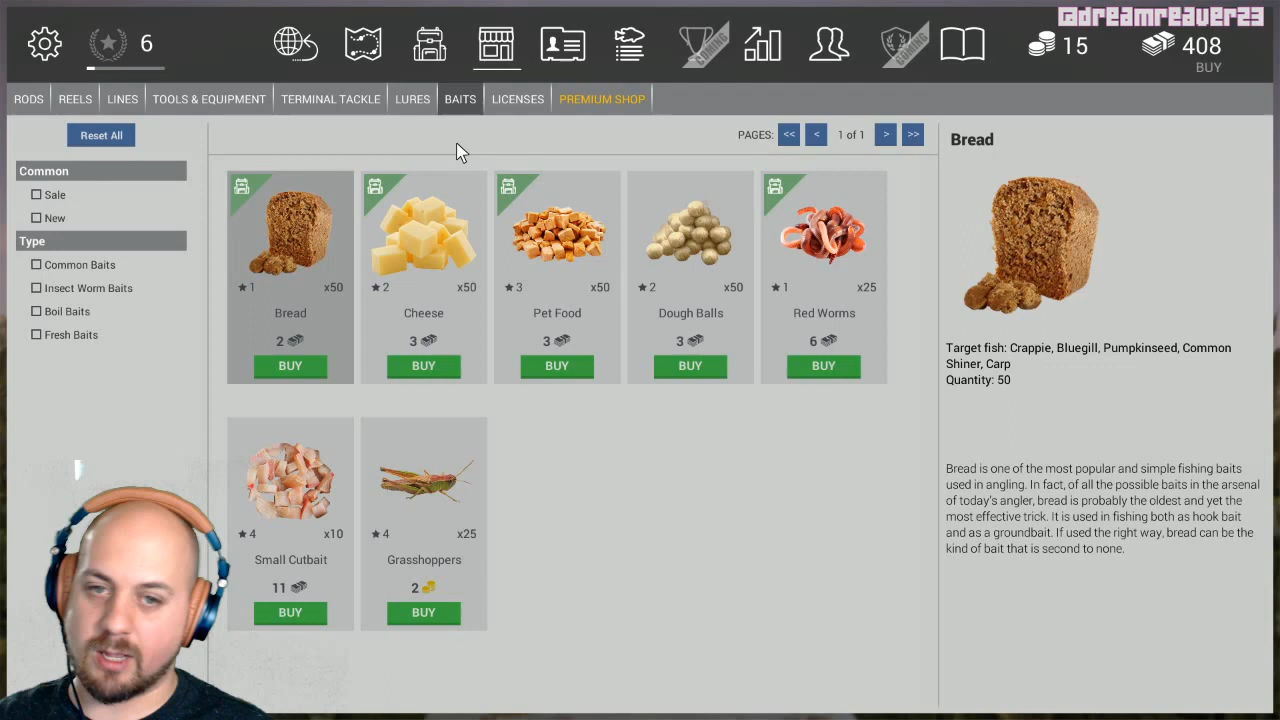 @dreamreaver23
6
15
408
BUY
RODS REELS LINES TOOLS & EQUIPMENT TERMINAL TACKLE LURES BAITS LICENSES PREMIUM SHOP
Reset All
PAGES: << < 1 of 1 > >>
Common
Sale
New
Type
Common Baits
Insect Worm Baits
Boil Baits
Fresh Baits
1 x50
Bread
2
BUY
2 x50
Cheese
3
BUY
3 x50
Pet Food
3
BUY
2 x50
Dough Balls
3
BUY
1 x25
Red Worms
6
BUY
4 x10
Small Cutbait
11
BUY
4 x25
Grasshoppers
2
BUY
Bread
Target fish: Crappie, Bluegill, Pumpkinseed, Common
Shiner, Carp
Quantity: 50
Bread is one of the most popular and simple fishing baits
used in angling. In fact, of all the possible baits in the arsenal
of today's angler, bread is probably the oldest and yet the
most effective trick. It is used in fishing both as hook bait
and as a groundbait. If used the right way, bread can be the
kind of bait that is second to none.